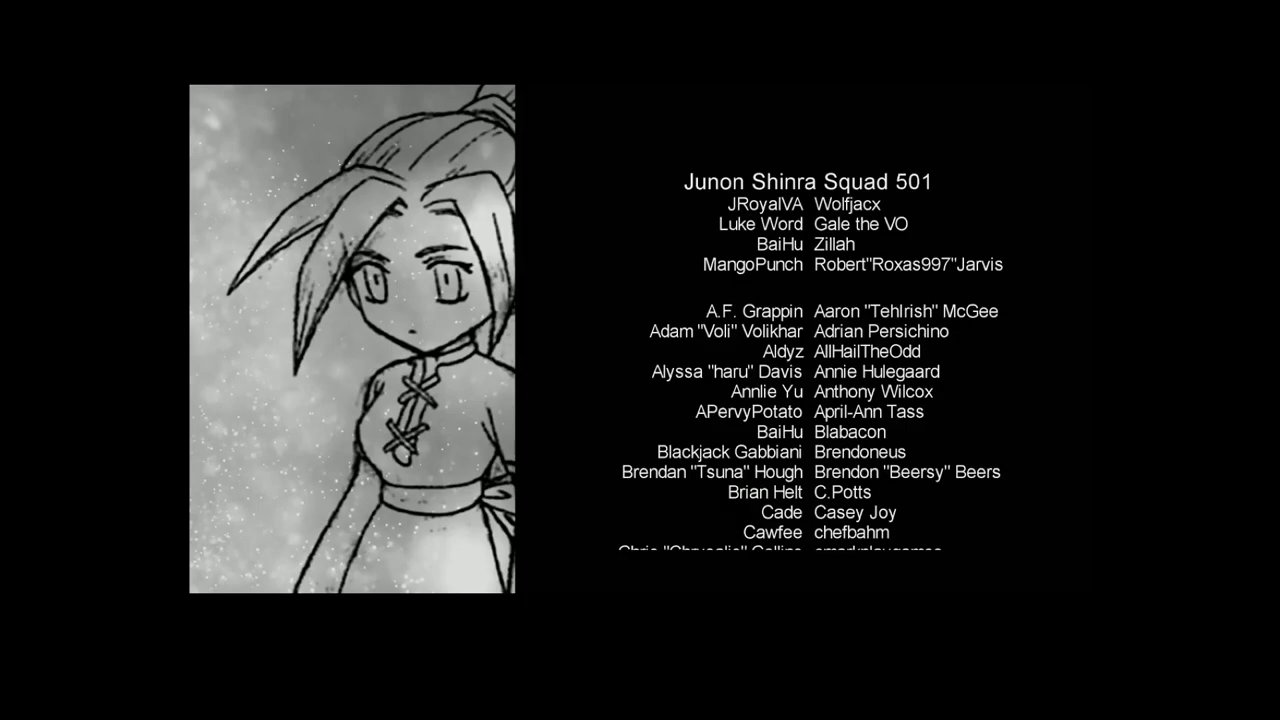 Junon Shinra Squad 501
JRoyalVA Wolfjacx
Luke Word Gale the VO
BaiHu Zillah
MangoPunch Robert"Roxas997"Jarvis
A.F. Grappin Aaron "TehIrish" McGee
Adam "Voli" Volikhar Adrian Persichino
Aldyz AllHailTheOdd
Alyssa "haru" Davis Annie Hulegaard
Annlie Yu Anthony Wilcox
APervyPotato April-Ann Tass
BaiHu Blabacon
Blackjack Gabbiani Brendoneus
Brendan "Tsuna" Hough Brendon "Beersy" Beers
Brian Helt C.Potts
Cade Casey Joy
Cawfee chefbahm